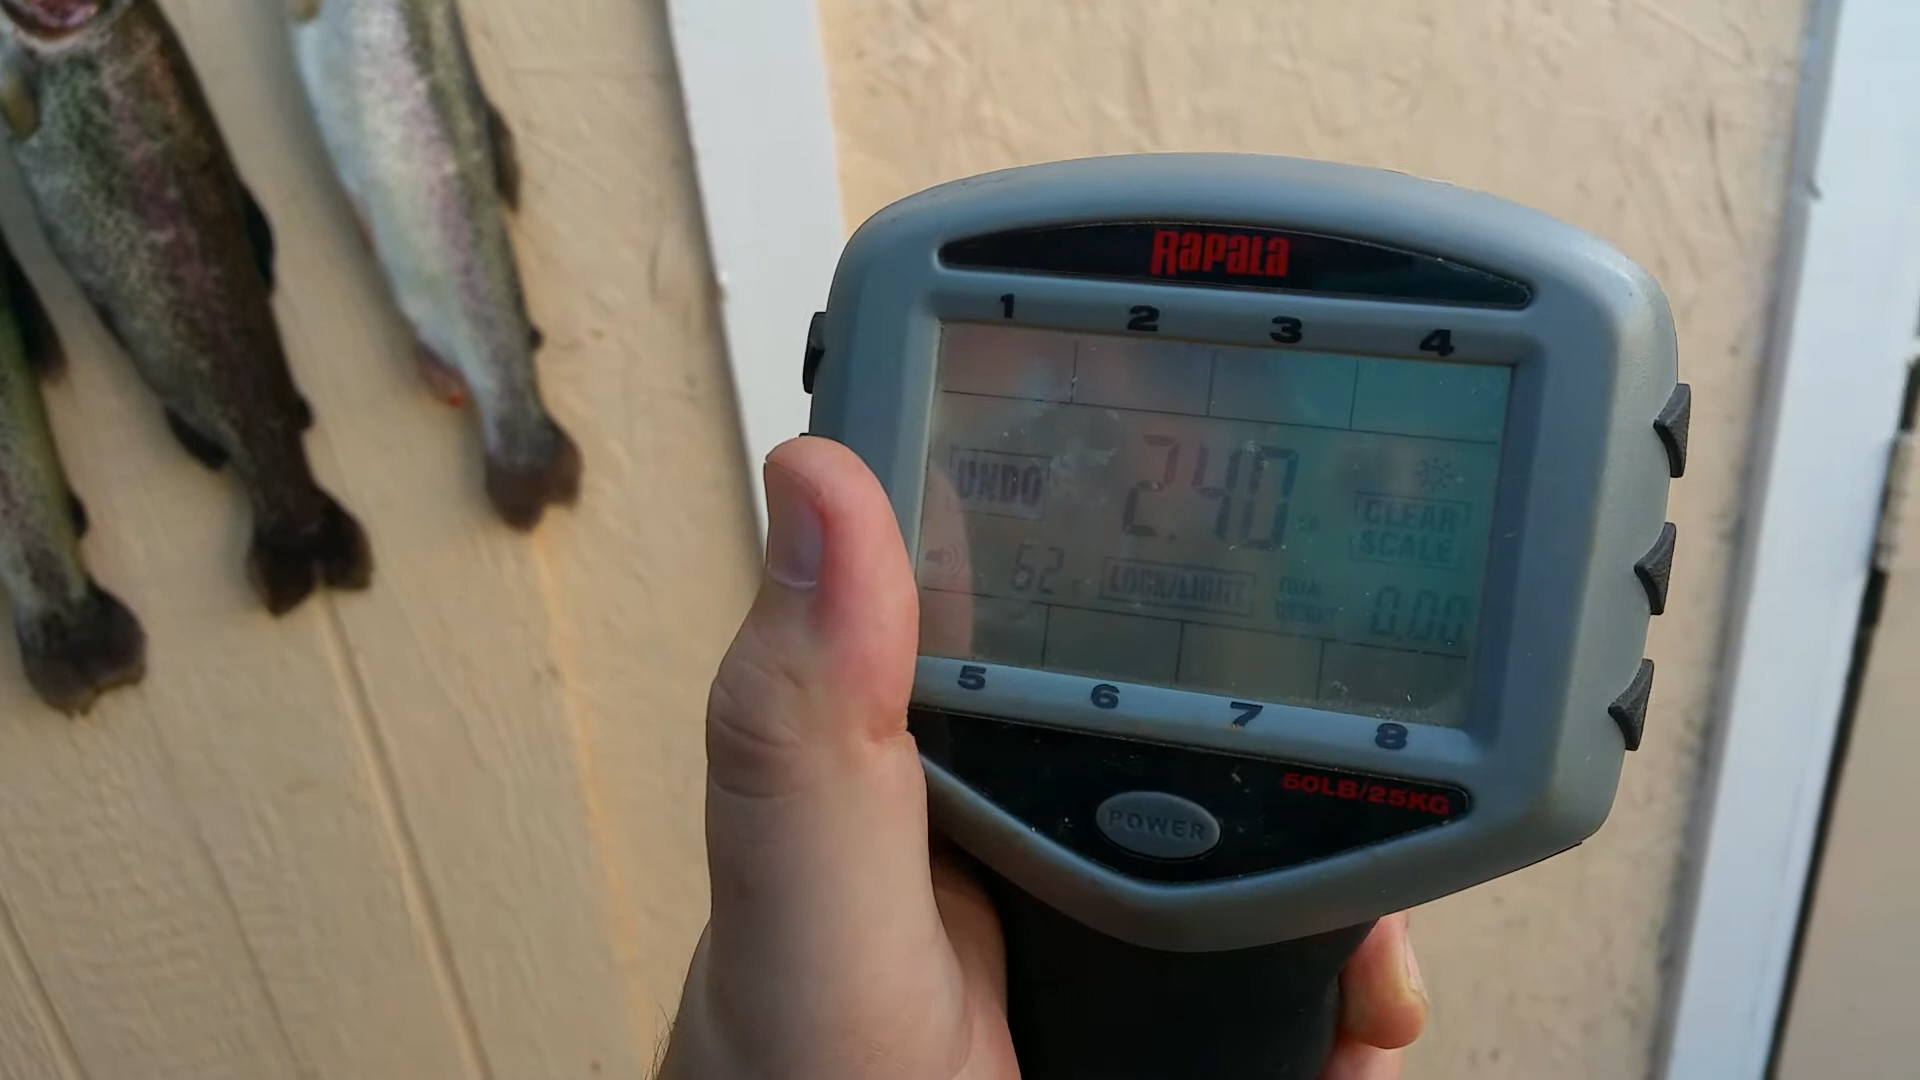 Rapala
1 2 3 4
UNDO 2.40
CLEAR
SCALE
62 LOCK/LIGHT 0.00
5 6 7 8
50LB/25KG
POWER